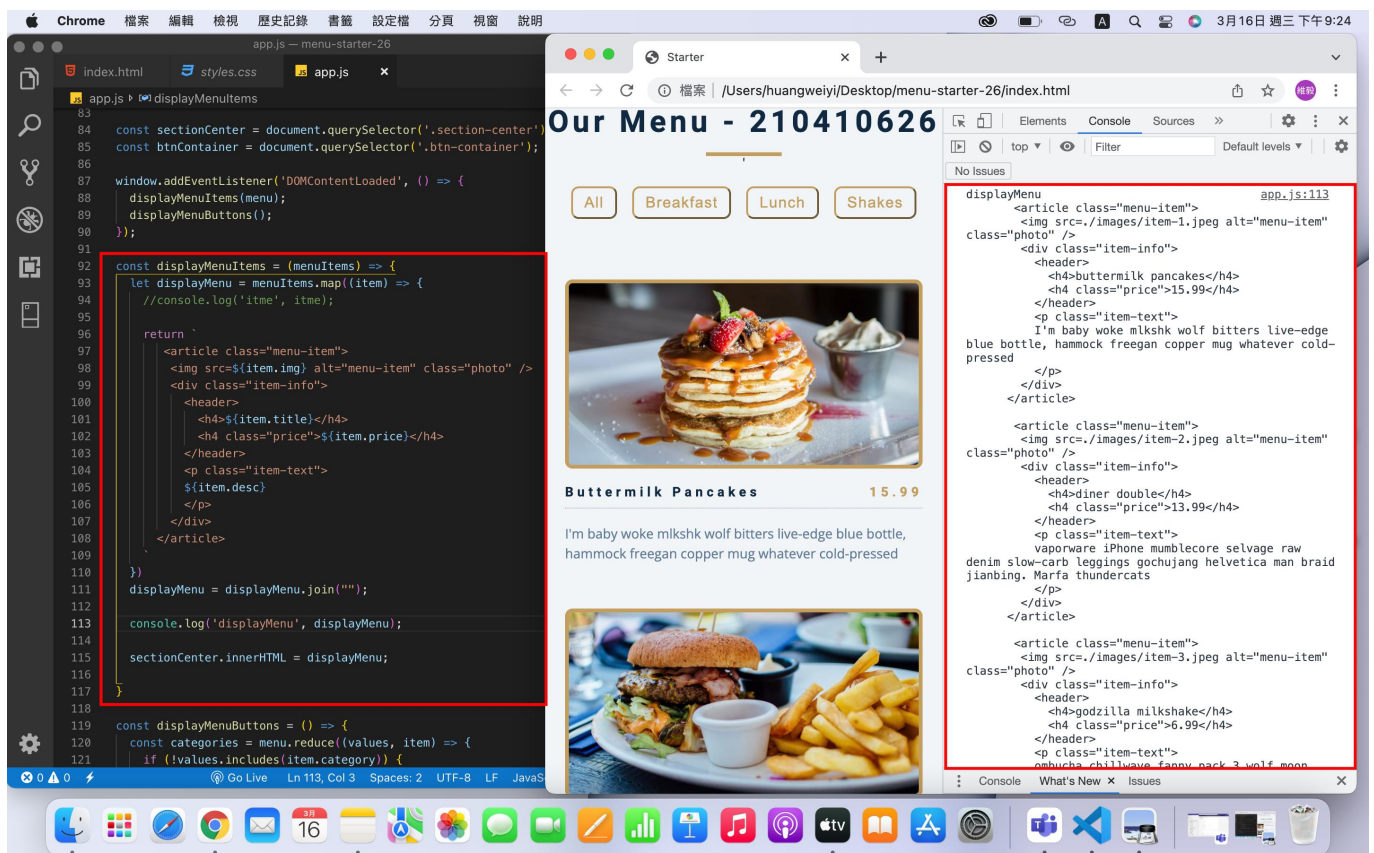 Chrome 檔案 編輯 檢視 歷史記錄 書籤 設定檔 分頁 視窗 說明
A 3月16日 週三 下午9:24
app.js — menu-starter-26
index.html styles.css JS app.js ×
JS app.js ▸ displayMenuItems
83
84 const sectionCenter = document.querySelector('.section-center')
85 const btnContainer = document.querySelector('.btn-container');
86
87 window.addEventListener('DOMContentLoaded', () => {
88 displayMenuItems(menu);
89 displayMenuButtons();
90 });
91
92 const displayMenuItems = (menuItems) => {
93 let displayMenu = menuItems.map((item) => {
94 //console.log('itme', itme);
95
96 return `
97 <article class="menu-item">
98 <img src=${item.img} alt="menu-item" class="photo" />
99 <div class="item-info">
100 <header>
101 <h4>${item.title}</h4>
102 <h4 class="price">${item.price}</h4>
103 </header>
104 <p class="item-text">
105 ${item.desc}
106 </p>
107 </div>
108 </article>
109 `
110 })
111 displayMenu = displayMenu.join("");
112
113 console.log('displayMenu', displayMenu);
114
115 sectionCenter.innerHTML = displayMenu;
116
117 }
118
119 const displayMenuButtons = () => {
120 const categories = menu.reduce((values, item) => {
121 if (!values.includes(item.category)) {
0 0 Go Live Ln 113, Col 3 Spaces: 2 UTF-8 LF JavaS
Starter × +
檔案 | /Users/huangweiyi/Desktop/menu-starter-26/index.html 維毅
Our Menu - 210410626
'
All Breakfast Lunch Shakes
Buttermilk Pancakes 15.99
I'm baby woke mlkshk wolf bitters live-edge blue bottle,
hammock freegan copper mug whatever cold-pressed
Elements Console Sources »
top ▼ Filter Default levels ▼
No Issues
displayMenu app.js:113
<article class="menu-item">
<img src=./images/item-1.jpeg alt="menu-item"
class="photo" />
<div class="item-info">
<header>
<h4>buttermilk pancakes</h4>
<h4 class="price">15.99</h4>
</header>
<p class="item-text">
I'm baby woke mlkshk wolf bitters live-edge
blue bottle, hammock freegan copper mug whatever cold-
pressed
</p>
</div>
</article>
<article class="menu-item">
<img src=./images/item-2.jpeg alt="menu-item"
class="photo" />
<div class="item-info">
<header>
<h4>diner double</h4>
<h4 class="price">13.99</h4>
</header>
<p class="item-text">
vaporware iPhone mumblecore selvage raw
denim slow-carb leggings gochujang helvetica man braid
jianbing. Marfa thundercats
</p>
</div>
</article>
<article class="menu-item">
<img src=./images/item-3.jpeg alt="menu-item"
class="photo" />
<div class="item-info">
<header>
<h4>godzilla milkshake</h4>
<h4 class="price">6.99</h4>
</header>
<p class="item-text">
ombucha chillwave fanny pack 3 wolf moon
Console What's New × Issues ×
3月
16
tv